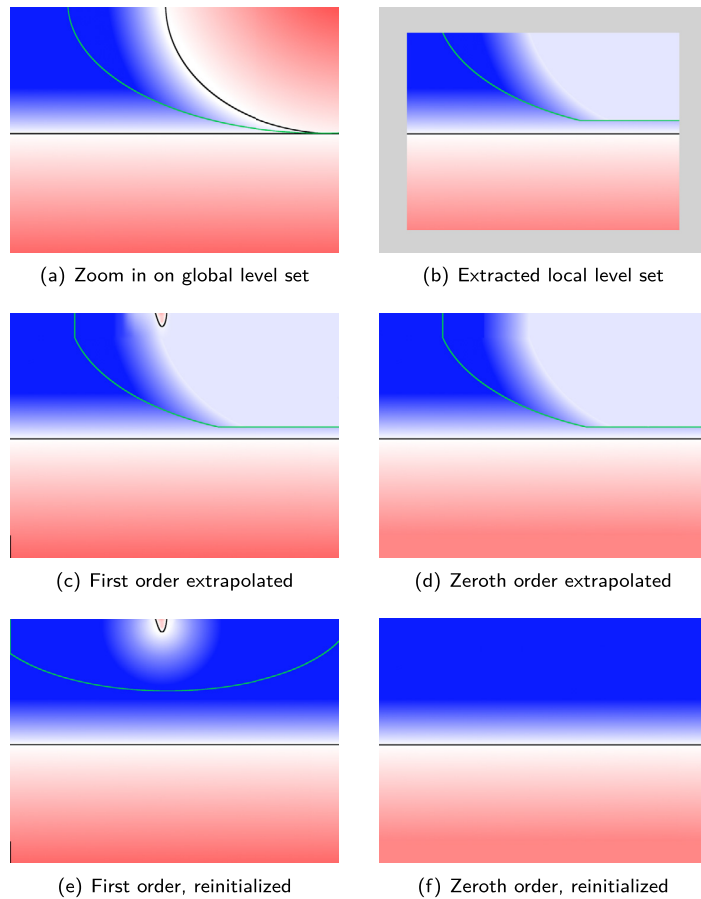 (a) Zoom in on global level set
(b) Extracted local level set
(c) First order extrapolated
(d) Zeroth order extrapolated
(e) First order, reinitialized
(f) Zeroth order, reinitialized